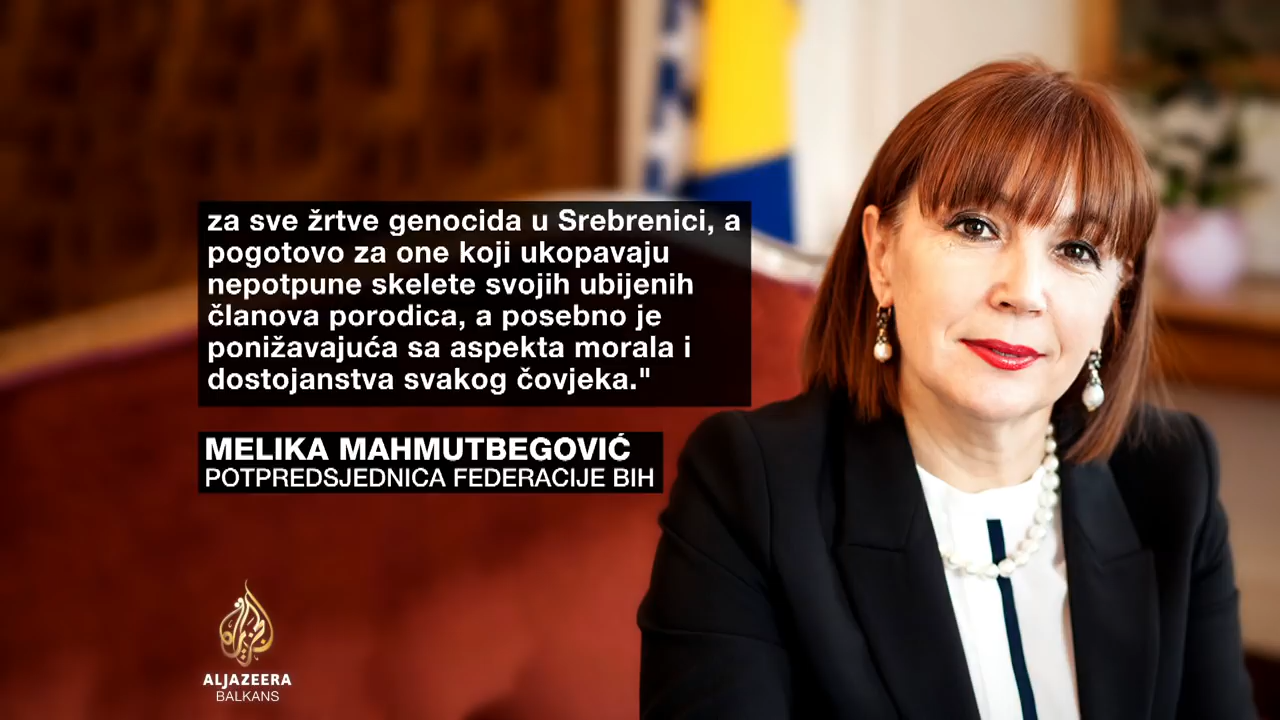 za sve žrtve genocida u Srebrenici, a
pogotovo za one koji ukopavaju
nepotpune skelete svojih ubijenih
članova porodica, a posebno je
ponižavajuća sa aspekta morala i
dostojanstva svakog čovjeka."
MELIKA MAHMUTBEGOVIĆ
POTPREDSJEDNICA FEDERACIJE BIH
ALJAZEERA
BALKANS